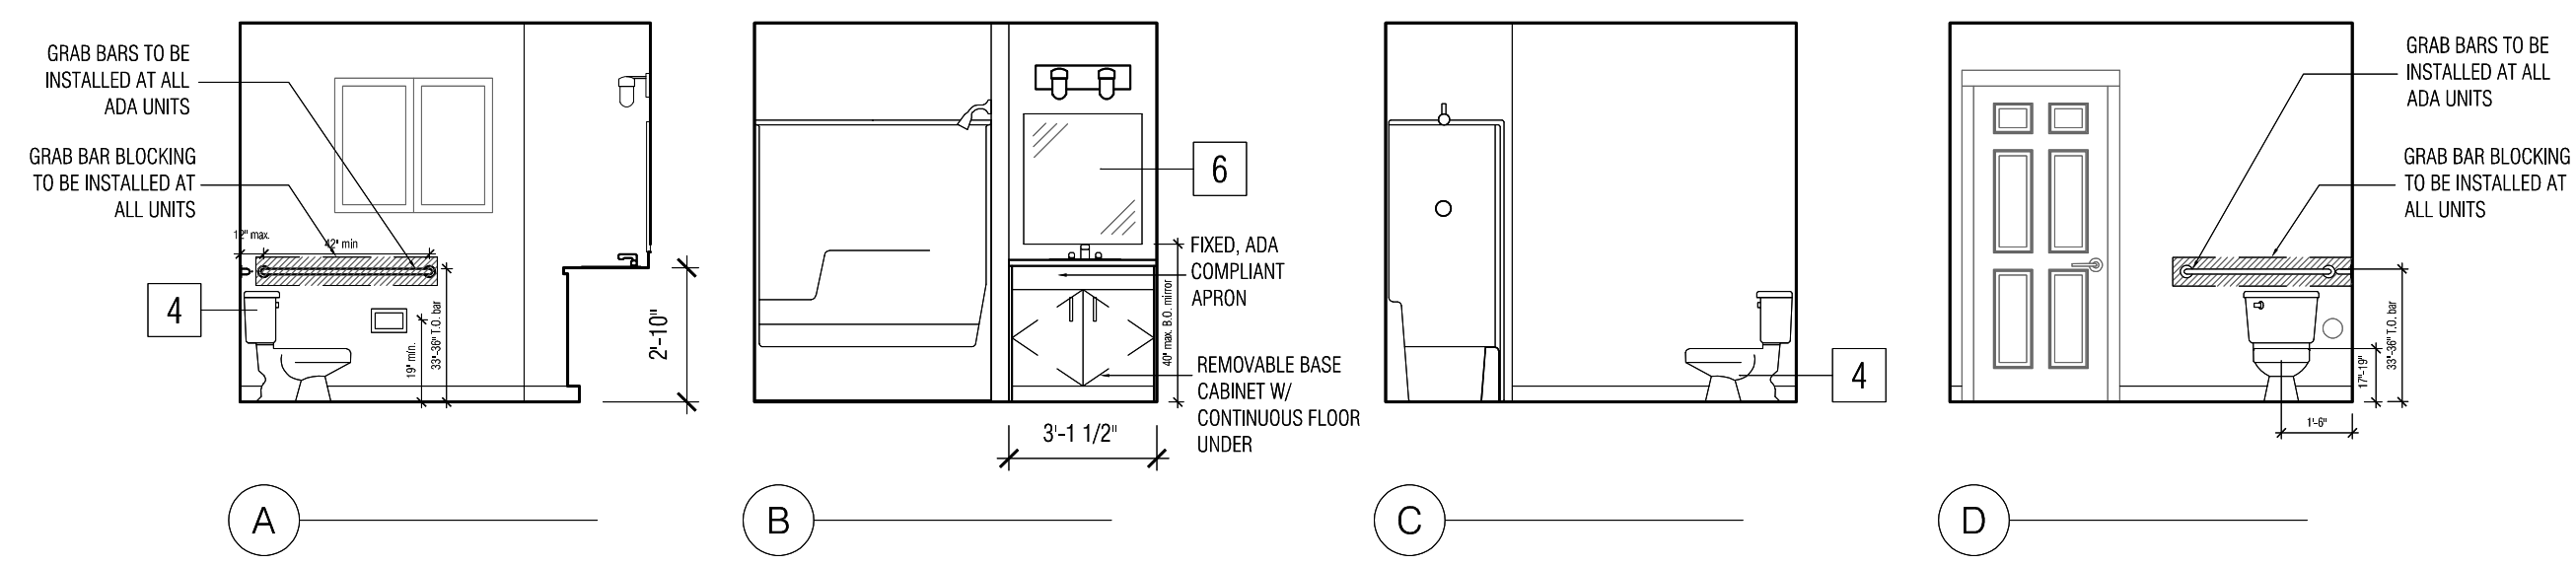 GRAB BARS TO BE
INSTALLED AT ALL
ADA UNITS
GRAB BAR BLOCKING
TO BE INSTALLED AT
ALL UNITS
12" max.
42" min
4
19" min.
33"-36" T.O. bar
2'-10"
A
6
FIXED, ADA
COMPLIANT
APRON
40" max. B.O. mirror
REMOVABLE BASE
CABINET W/
CONTINUOUS FLOOR
UNDER
3'-1 1/2"
B
4
C
GRAB BARS TO BE
INSTALLED AT ALL
ADA UNITS
GRAB BAR BLOCKING
TO BE INSTALLED AT
ALL UNITS
17"-19"
33"-36" T.O. bar
1'-6"
D